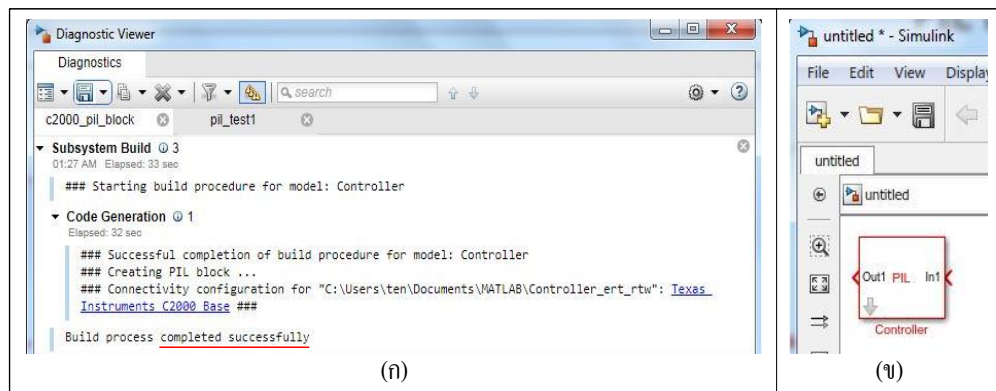 Diagnostic Viewer
Diagnostics
search
c2000_pil_block
pil_test1
Subsystem Build 3
01:27 AM Elapsed: 33 sec
### Starting build procedure for model: Controller
Code Generation 1
Elapsed: 32 sec
### Successful completion of build procedure for model: Controller
### Creating PIL block ...
### Connectivity configuration for "C:\Users\ten\Documents\MATLAB\Controller_ert_rtw": Texas
Instruments C2000 Base ###
Build process completed successfully
(ก)
untitled * - Simulink
File Edit View Display
untitled
untitled
Out1 PIL In1
Controller
(ข)